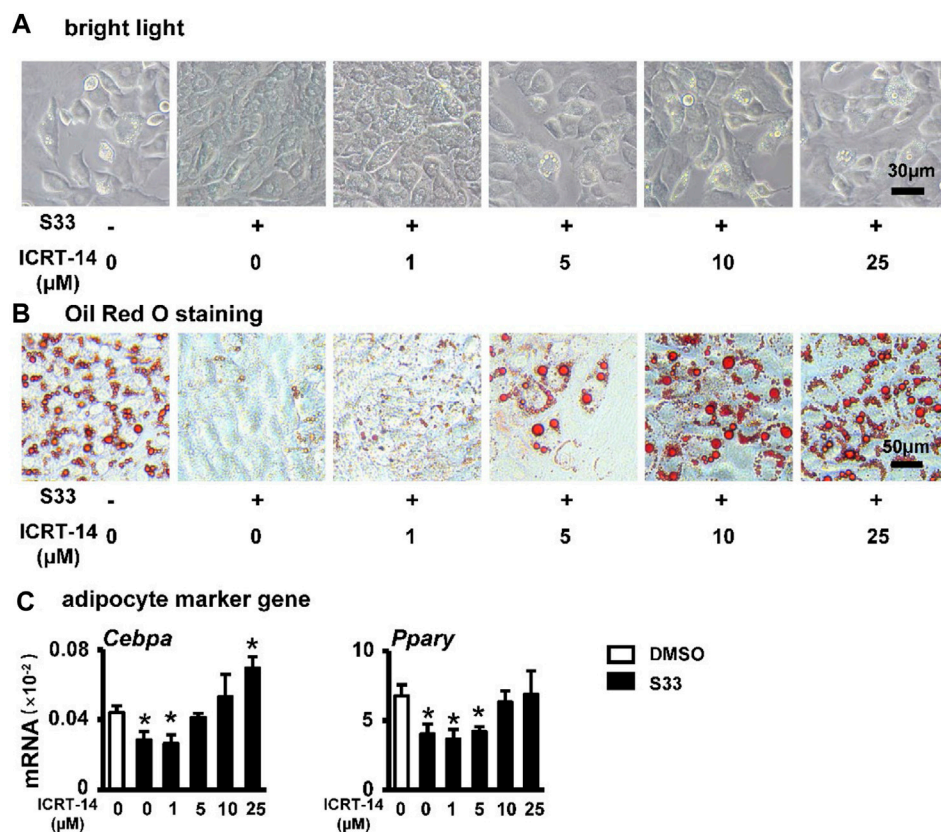 A bright light
30μm
S33 - + + + + +
ICRT-14 0 0 1 5 10 25
(μM)
B Oil Red O staining
50μm
S33 - + + + + +
ICRT-14 0 0 1 5 10 25
(μM)
C adipocyte marker gene
Cebpa
mRNA (×10⁻²)
0.08
0.04
0
* * *
ICRT-14 0 0 1 5 10 25
(μM)
Pparγ
10
5
0
* * *
ICRT-14 0 0 1 5 10 25
(μM)
DMSO
S33